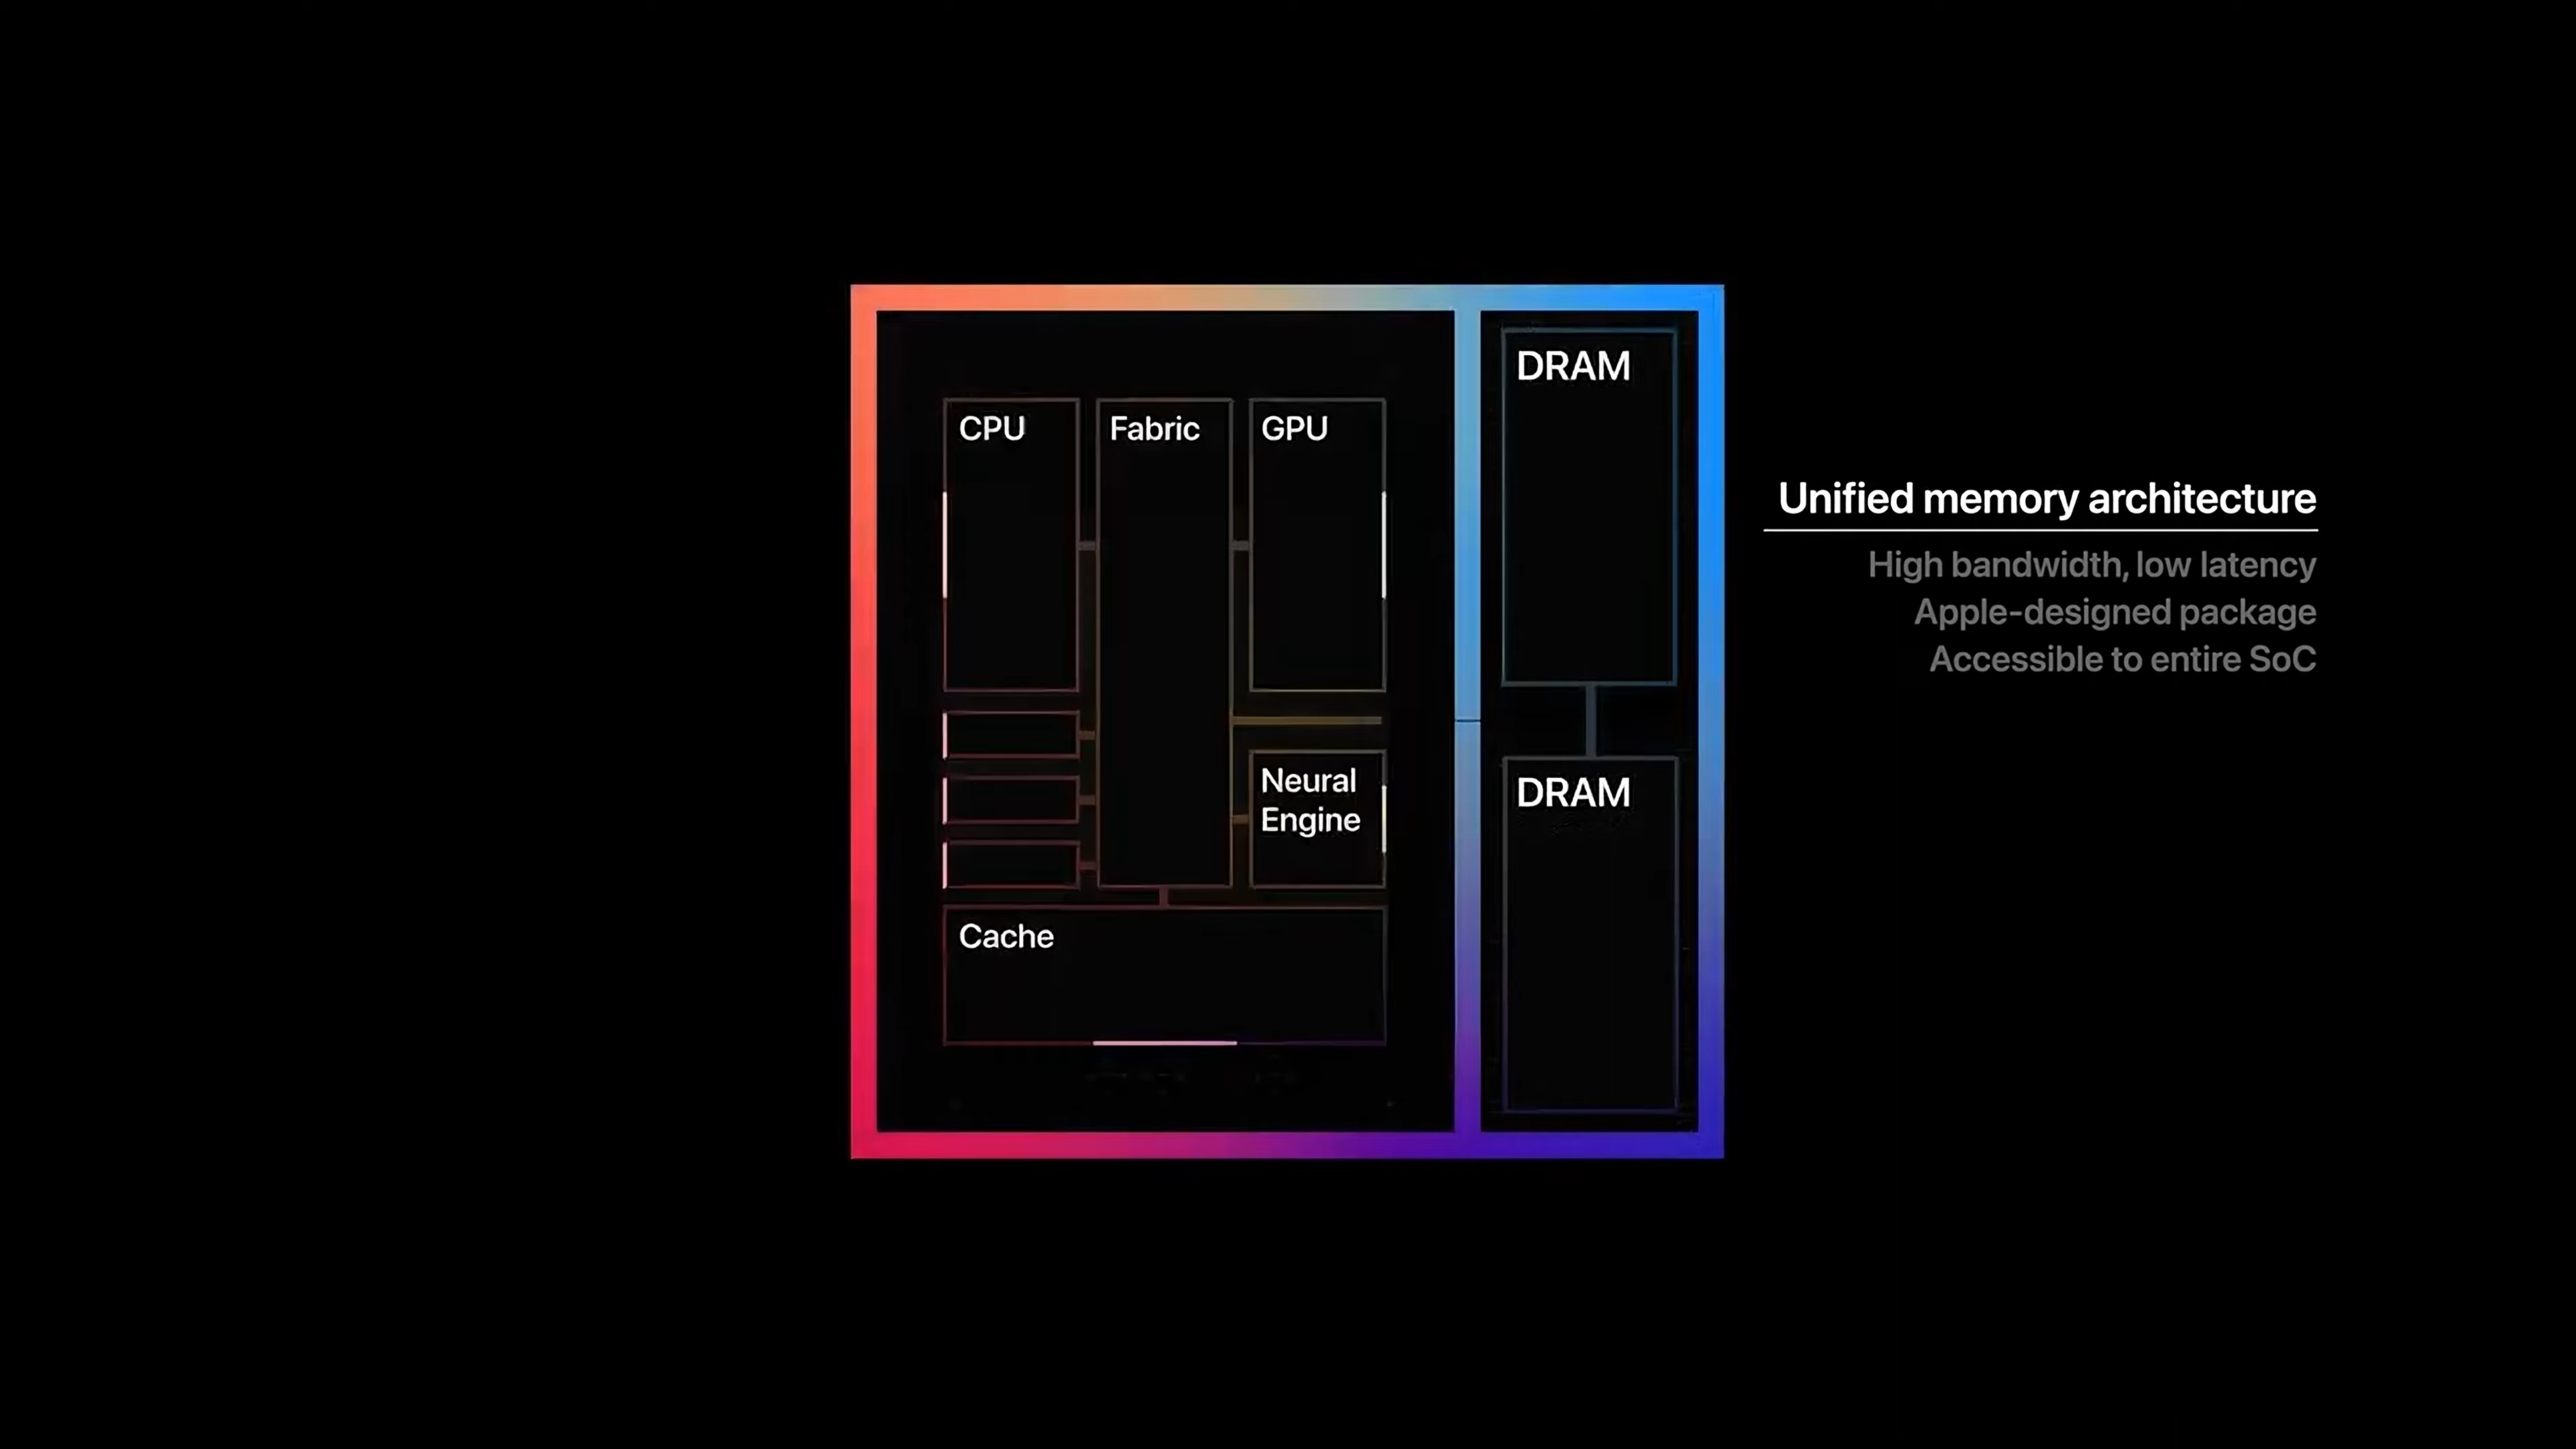 CPU
Fabric
GPU
Neural
Engine
Cache
DRAM
DRAM
Unified memory architecture
High bandwidth, low latency
Apple-designed package
Accessible to entire SoC